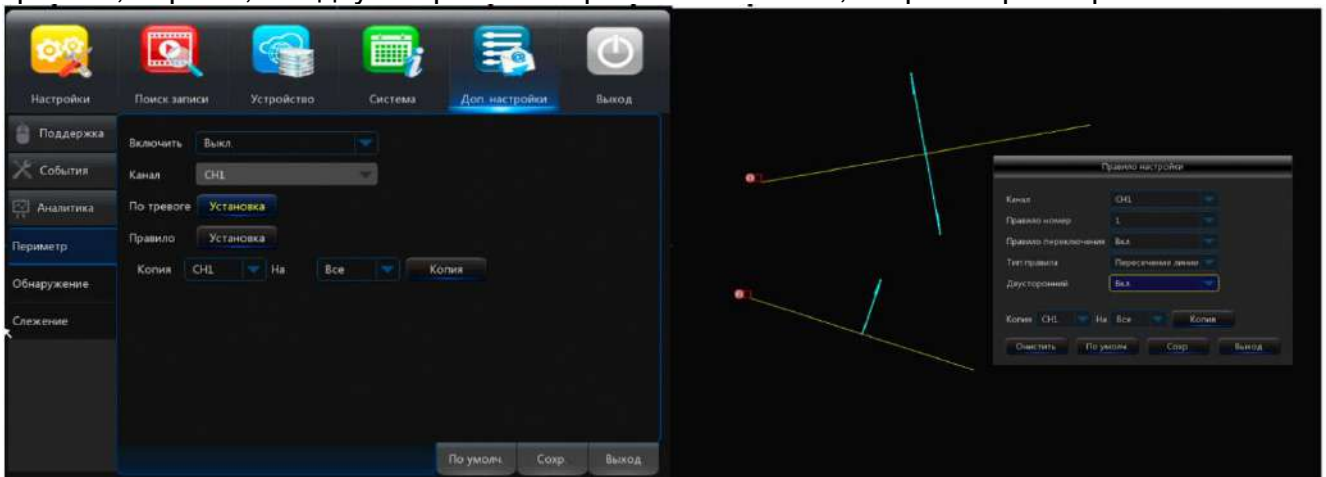 Настройки
Поиск записи
Устройство
Система
Доп. настройки
Выход
Поддержка
События
Аналитика
Периметр
Обнаружение
Слежение
Включить Выкл.
Канал CH1
По тревоге Установка
Правило Установка
Копия CH1 На Все Копия
По умолч. Сохр. Выход
Правило настройки
Канал CH1
Правило номер 1
Правило переключения Вкл.
Тип правила Пересечение линии
Двусторонний Вкл.
Копия CH1 На Все Копия
Очистить По умолч. Сохр. Выход